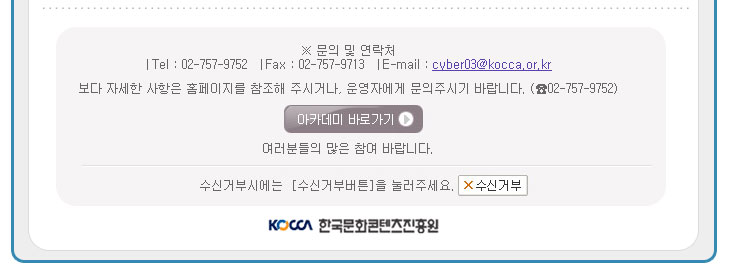 ※ 문의 및 연락처
| Tel : 02-757-9752 | Fax : 02-757-9713 | E-mail : cyber03@kocca.or.kr
보다 자세한 사항은 홈페이지를 참조해 주시거나, 운영자에게 문의주시기 바랍니다. (☎02-757-9752)
아카데미 바로가기
여러분들의 많은 참여 바랍니다.
수신거부시에는 [수신거부버튼]을 눌러주세요. ×수신거부
KOCCA 한국문화콘텐츠진흥원